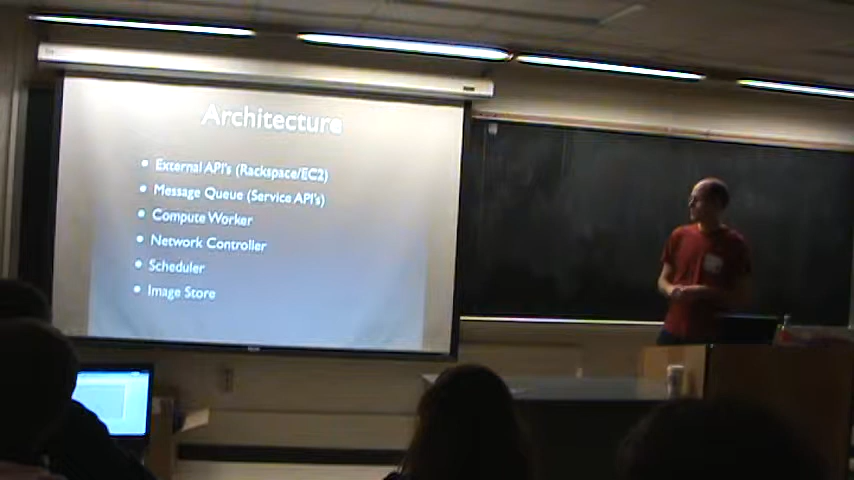 Architecture
• External API's (Rackspace/EC2)
• Message Queue (Service API's)
• Compute Worker
• Network Controller
• Scheduler
• Image Store